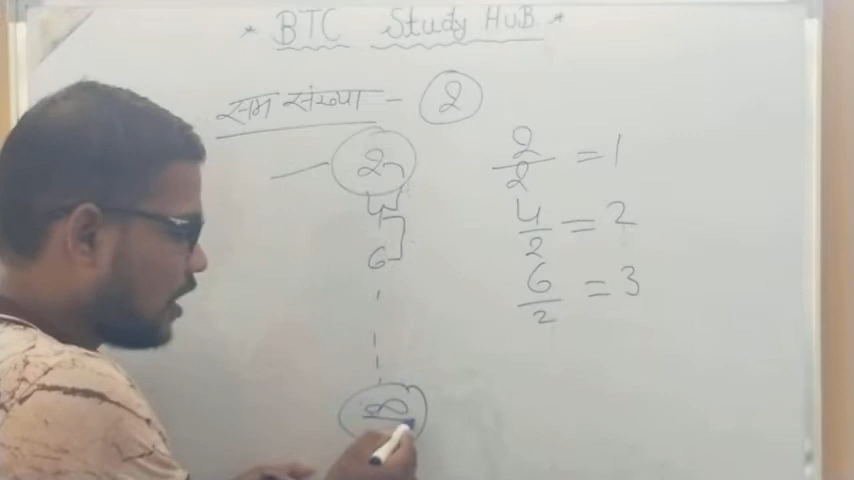 * BTC Study HUB *
सम संख्या - 2
2
4
6
∞
2/2 = 1
4/2 = 2
6/2 = 3